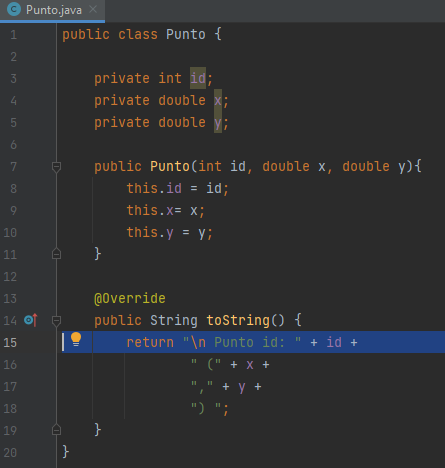 Punto.java
1 public class Punto {
2
3 private int id;
4 private double x;
5 private double y;
6
7 public Punto(int id, double x, double y){
8 this.id = id;
9 this.x= x;
10 this.y = y;
11 }
12
13 @Override
14 public String toString() {
15 return "\n Punto id: " + id +
16 " (" + x +
17 "," + y +
18 ") ";
19 }
20 }